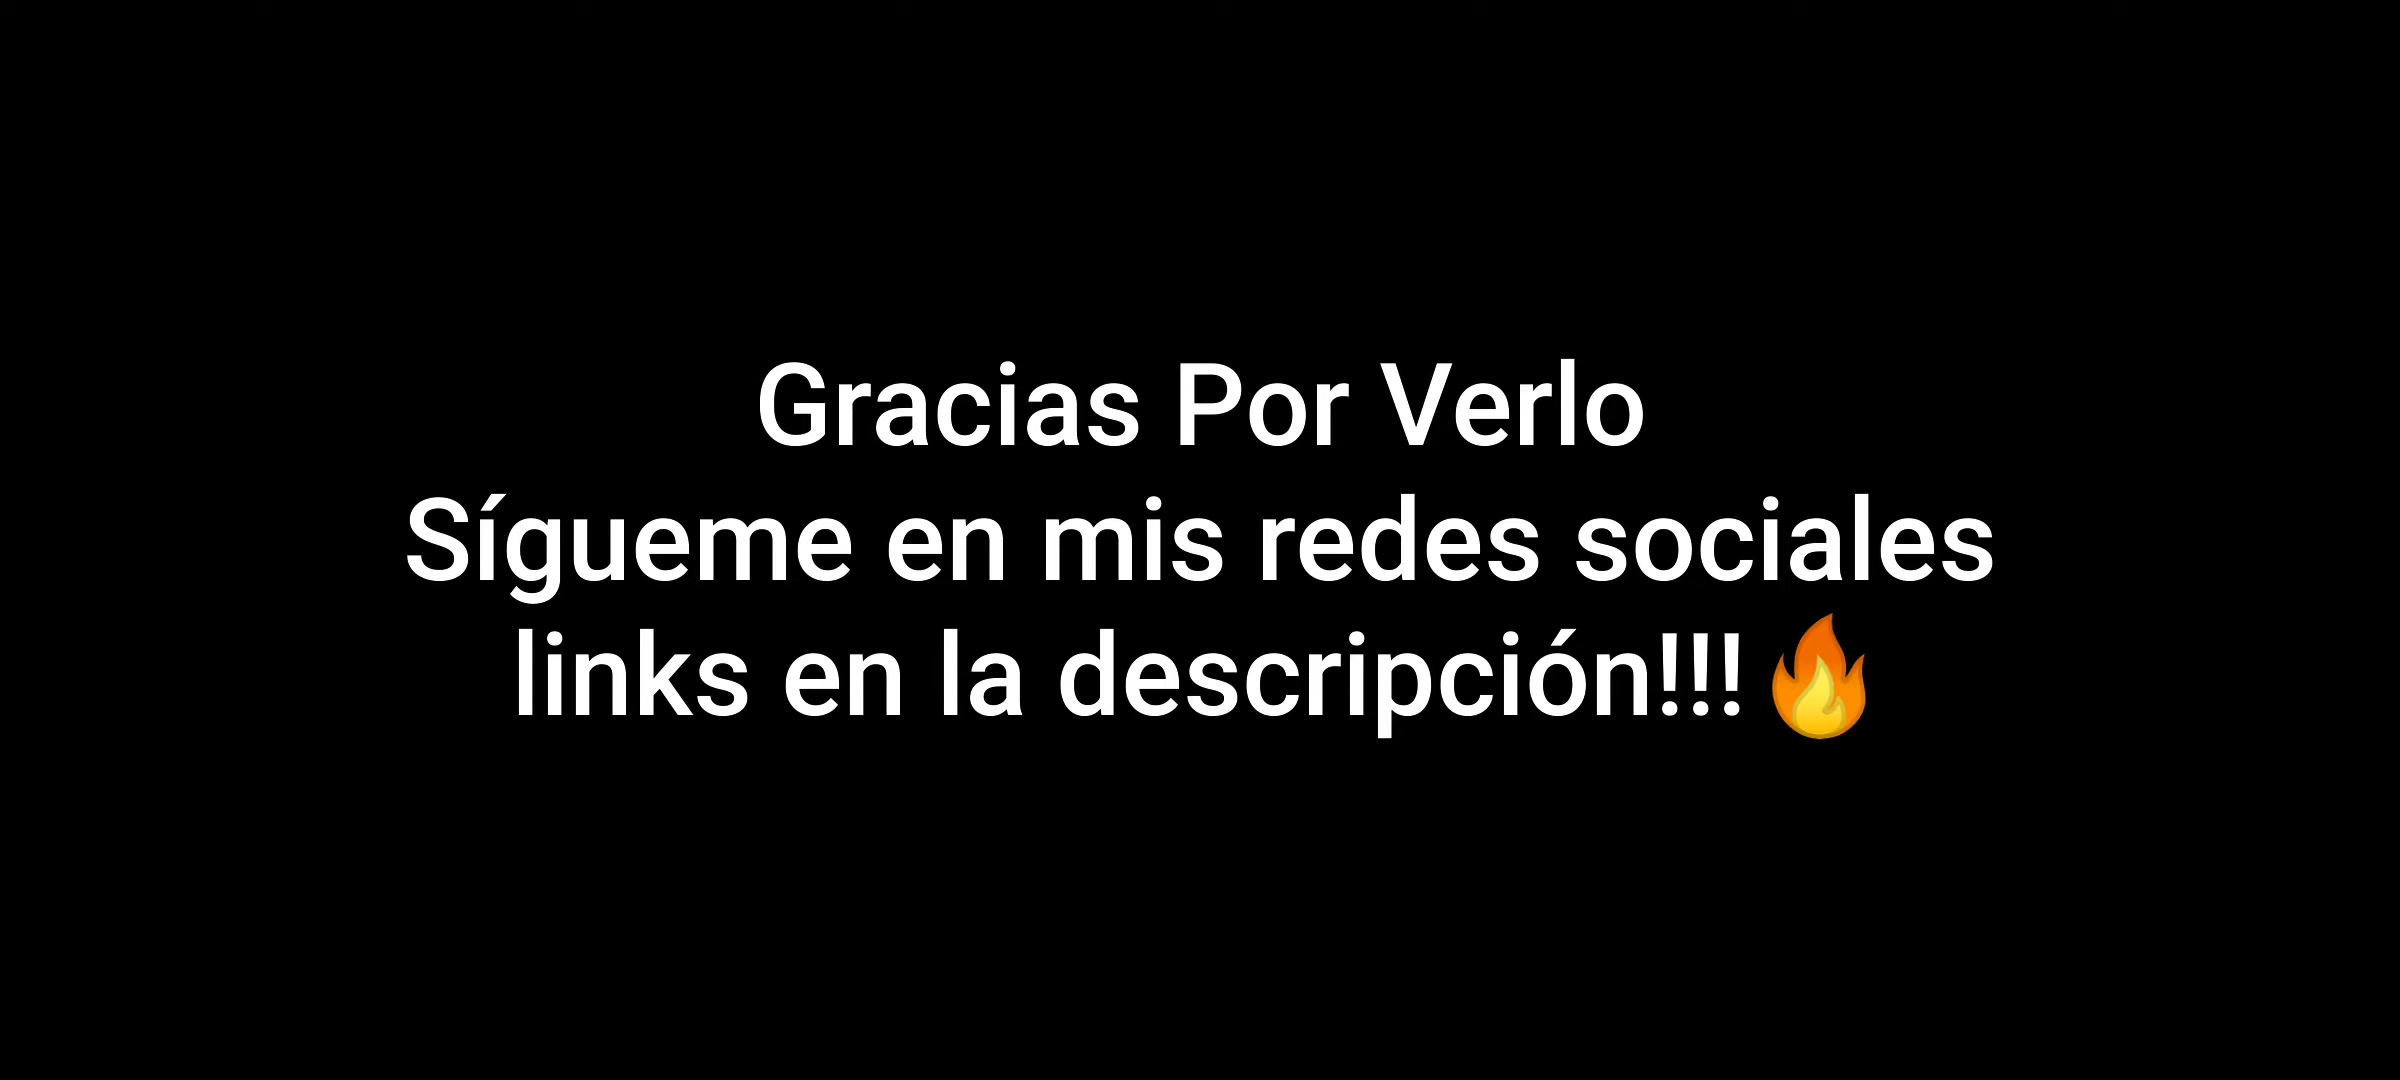 Gracias Por Verlo
Sígueme en mis redes sociales
links en la descripción!!!🔥